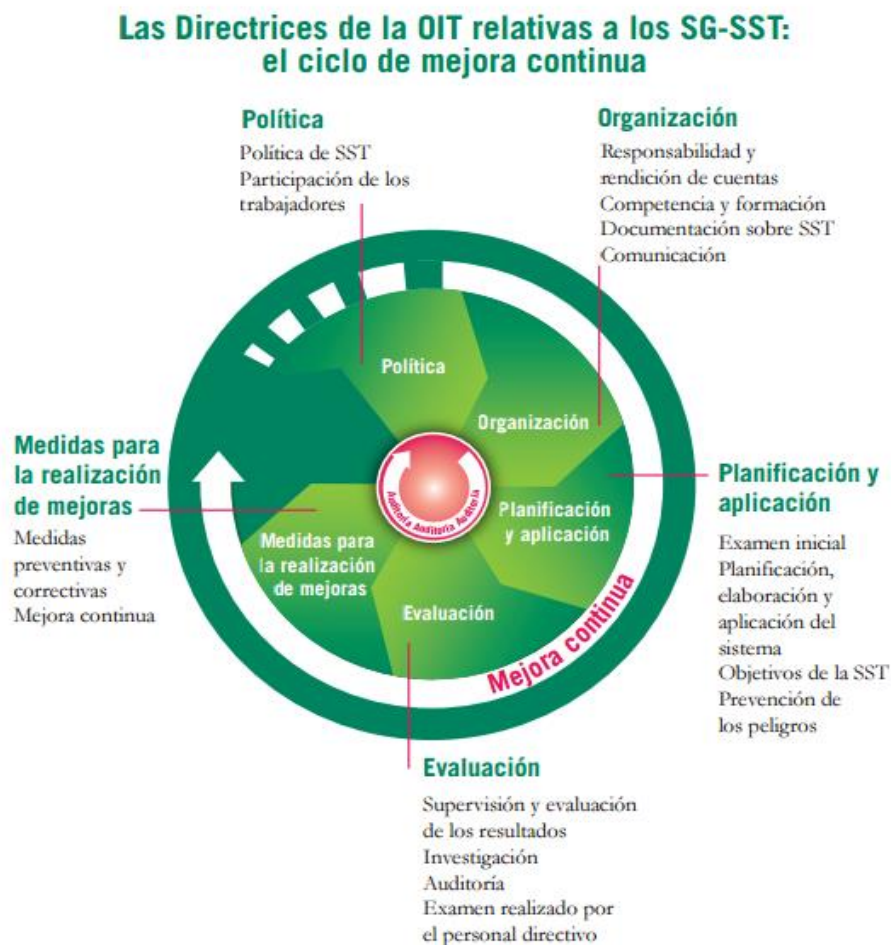 Las Directrices de la OIT relativas a los SG-SST:
el ciclo de mejora continua
Política
Política de SST
Participación de los
trabajadores
Organización
Responsabilidad y
rendición de cuentas
Competencia y formación
Documentación sobre SST
Comunicación
Política
Organización
Planificación
y aplicación
Evaluación
Medidas para
la realización
de mejoras
Auditoría Auditoría Auditoría
Mejora continua
Medidas para
la realización
de mejoras
Medidas
preventivas y
correctivas
Mejora continua
Planificación y
aplicación
Examen inicial
Planificación,
elaboración y
aplicación del
sistema
Objetivos de la SST
Prevención de
los peligros
Evaluación
Supervisión y evaluación
de los resultados
Investigación
Auditoría
Examen realizado por
el personal directivo